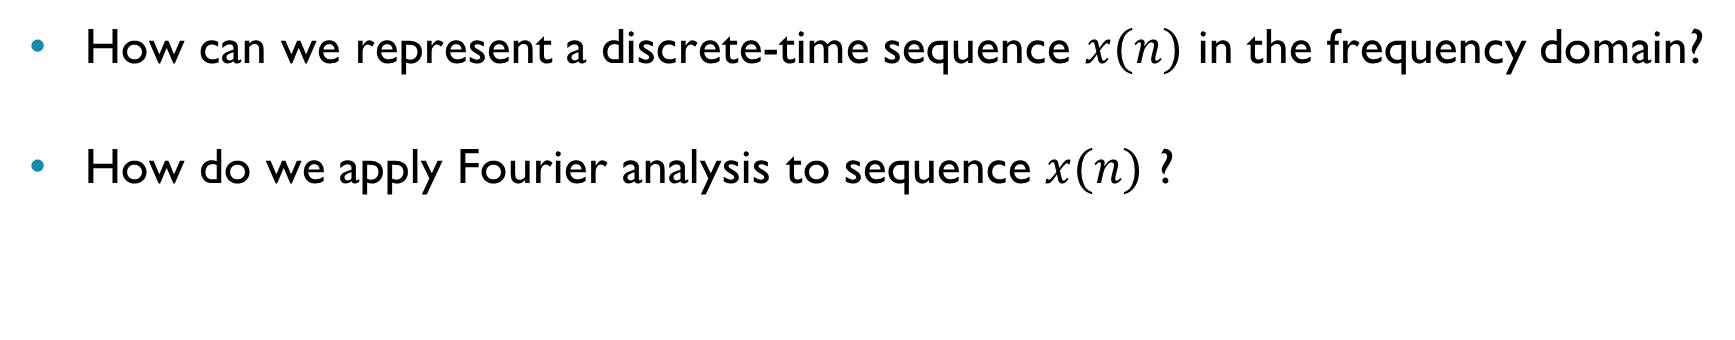 • How can we represent a discrete-time sequence x(n) in the frequency domain?
• How do we apply Fourier analysis to sequence x(n) ?